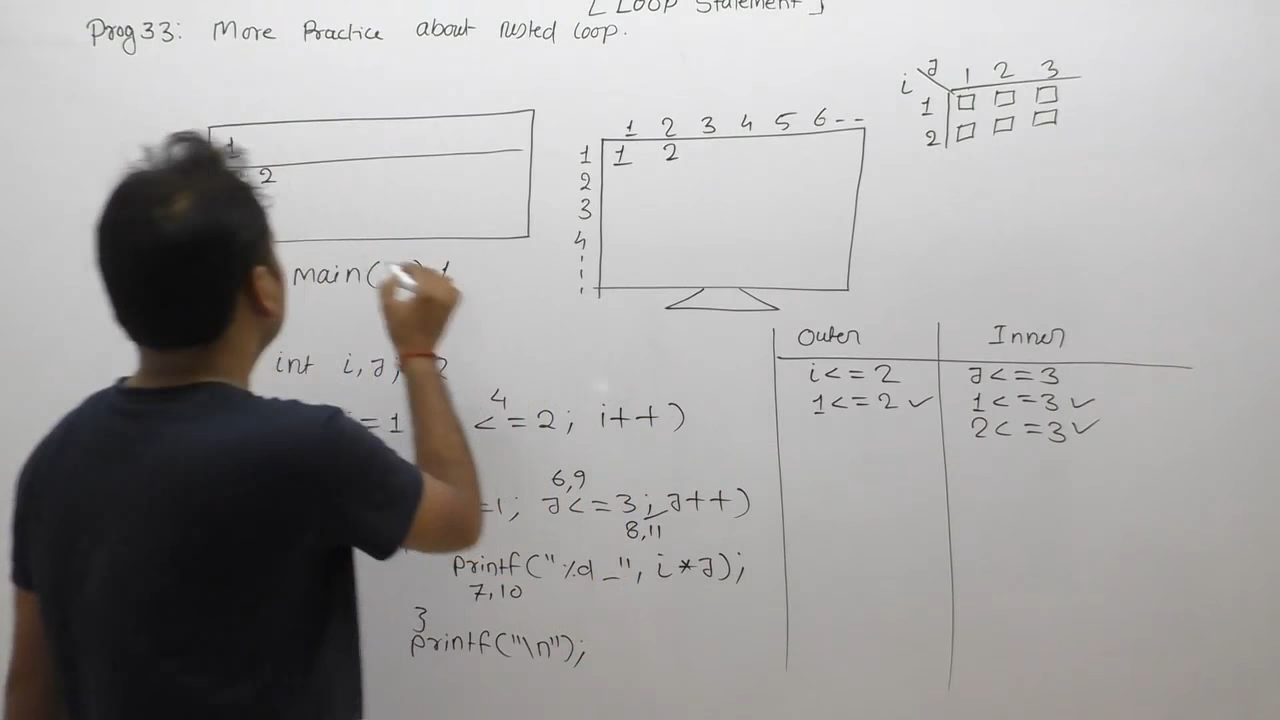 [ Loop Statement ]
Prog 33: More Practice about nested loop.
i J 1 2 3
1
2
1
2
1 2 3 4 5 6 - -
1 1 2
2
3
4
main(
int i, J; 2
4
i=1 <=2; i++)
6,9
=1; J<=3; J++)
8,11
printf("%d _", i*J);
7,10
3
printf("\n");
Outer Inner
i<=2 J<=3
1<=2 ✓ 1<=3 ✓
2<=3 ✓